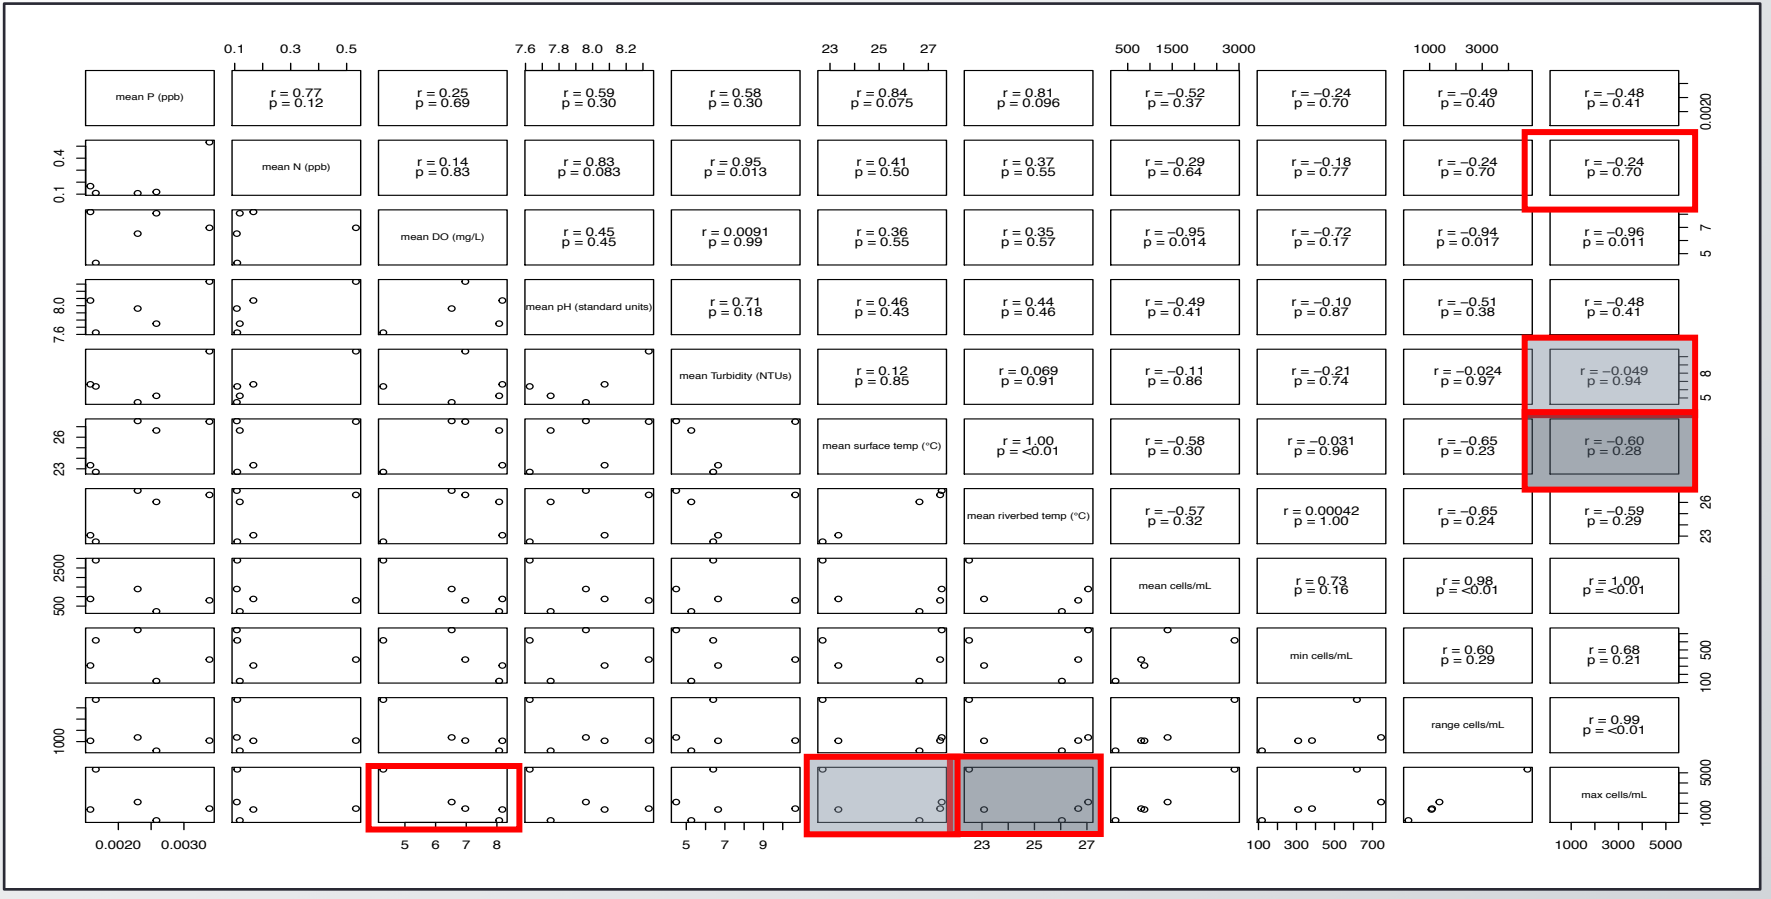 0.1 0.3 0.5 7.6 7.8 8.0 8.2 23 25 27 500 1500 3000 1000 3000
mean P (ppb) r = 0.77 r = 0.25 r = 0.59 r = 0.58 r = 0.84 r = 0.81 r = −0.52 r = −0.24 r = −0.49 r = −0.48
p = 0.12 p = 0.69 p = 0.30 p = 0.30 p = 0.075 p = 0.096 p = 0.37 p = 0.70 p = 0.40 p = 0.41
0.0020
0.1 0.4
mean N (ppb) r = 0.14 r = 0.83 r = 0.95 r = 0.41 r = 0.37 r = −0.29 r = −0.18 r = −0.24 r = −0.24
p = 0.83 p = 0.083 p = 0.013 p = 0.50 p = 0.55 p = 0.64 p = 0.77 p = 0.70 p = 0.70
mean DO (mg/L) r = 0.45 r = 0.0091 r = 0.36 r = 0.35 r = −0.95 r = −0.72 r = −0.94 r = −0.96
p = 0.45 p = 0.99 p = 0.55 p = 0.57 p = 0.014 p = 0.17 p = 0.017 p = 0.011
5 7
7.6 8.0
mean pH (standard units) r = 0.71 r = 0.46 r = 0.44 r = −0.49 r = −0.10 r = −0.51 r = −0.48
p = 0.18 p = 0.43 p = 0.46 p = 0.41 p = 0.87 p = 0.38 p = 0.41
mean Turbidity (NTUs) r = 0.12 r = 0.069 r = −0.11 r = −0.21 r = −0.024 r = −0.049
p = 0.85 p = 0.91 p = 0.86 p = 0.74 p = 0.97 p = 0.94
5 8
23 26
mean surface temp (°C) r = 1.00 r = −0.58 r = −0.031 r = −0.65 r = −0.60
p = <0.01 p = 0.30 p = 0.96 p = 0.23 p = 0.28
mean riverbed temp (°C) r = −0.57 r = 0.00042 r = −0.65 r = −0.59
p = 0.32 p = 1.00 p = 0.24 p = 0.29
23 26
500 2500
mean cells/mL r = 0.73 r = 0.98 r = 1.00
p = 0.16 p = <0.01 p = <0.01
min cells/mL r = 0.60 r = 0.68
p = 0.29 p = 0.21
100 500
1000
range cells/mL r = 0.99
p = <0.01
max cells/mL
1000 5000
0.0020 0.0030 5 6 7 8 5 7 9 23 25 27 100 300 500 700 1000 3000 5000